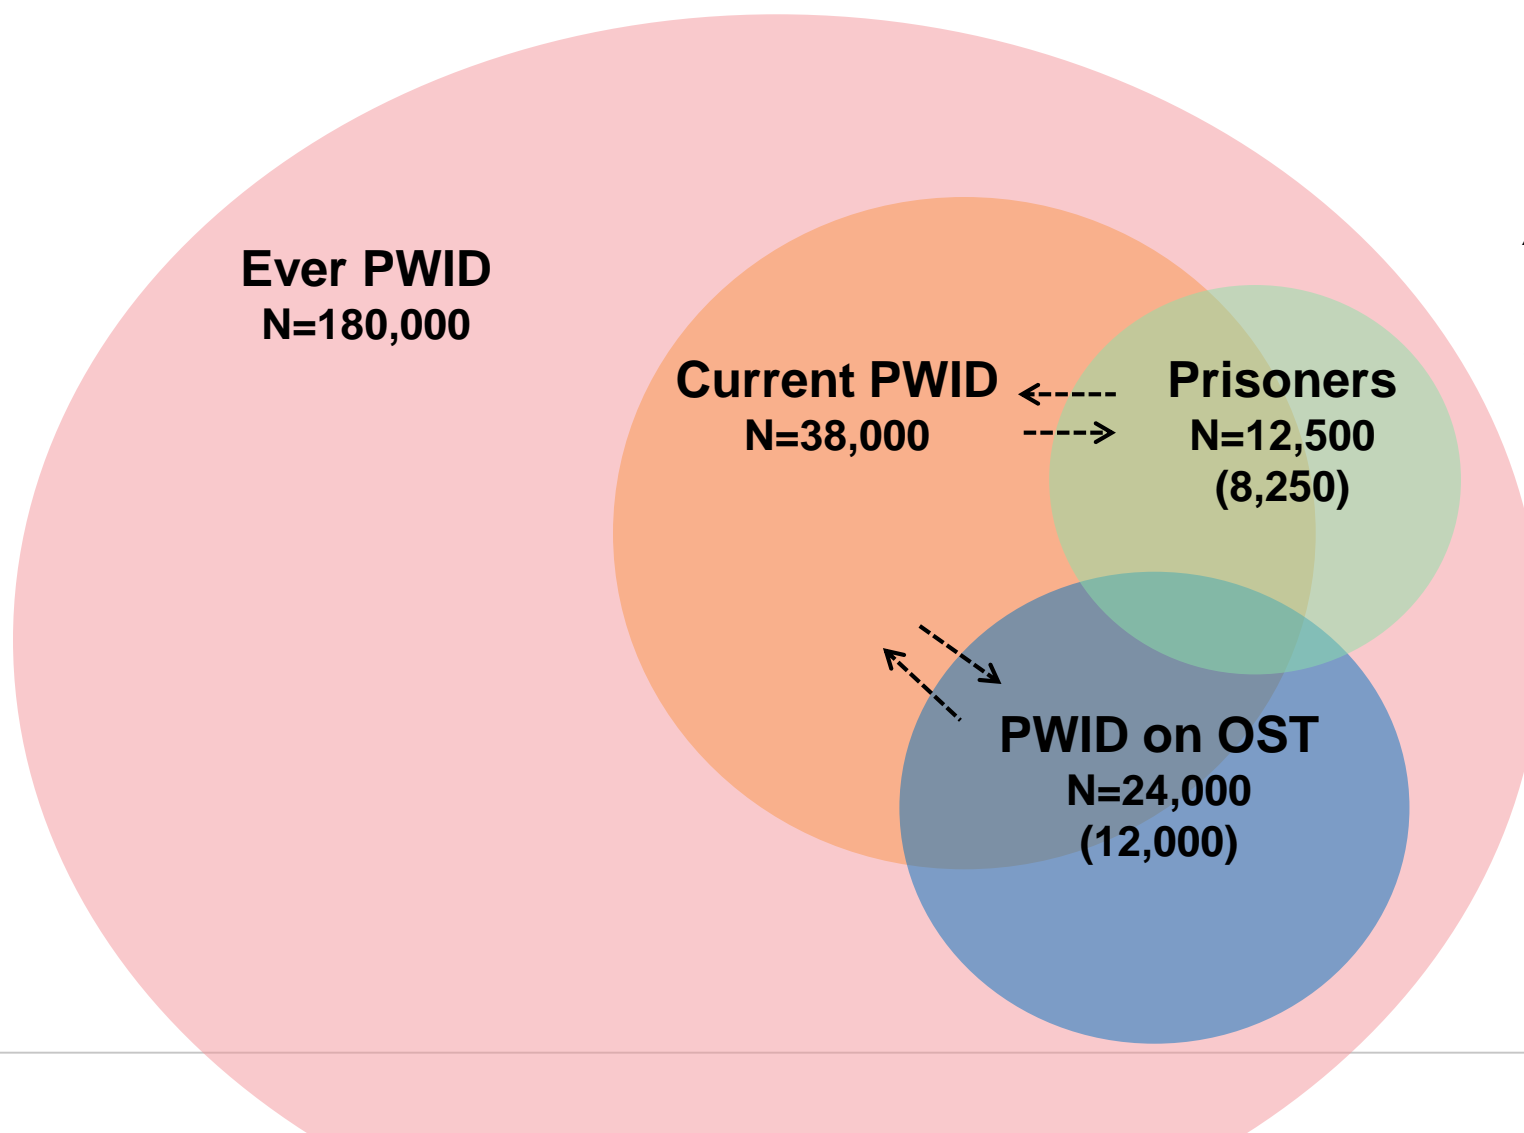 Ever PWID
N=180,000
Current PWID
N=38,000
Prisoners
N=12,500
(8,250)
PWID on OST
N=24,000
(12,000)